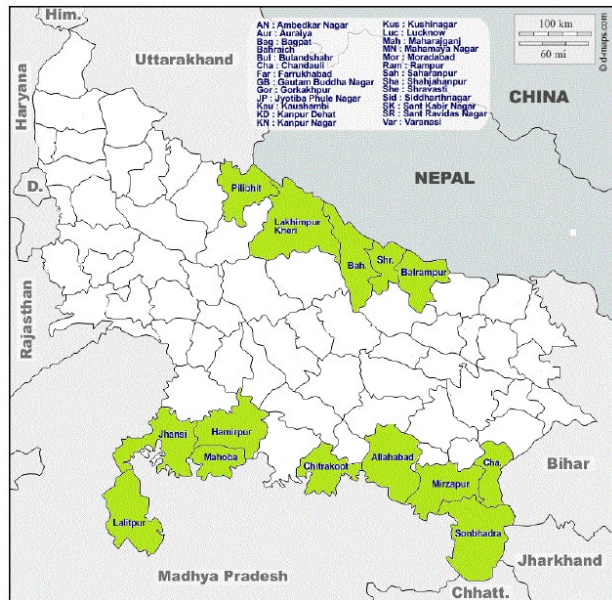 Him.
Uttarakhand
Haryana
D.
Rajasthan
AN : Ambedkar Nagar
Aur : Auraiya
Bag : Bagpat
Bahraich
Bul : Bulandshahr
Cha : Chandauli
Far : Farrukhabad
GB : Gautam Buddha Nagar
Gor : Gorkakhpur
JP : Jyotiba Phule Nagar
Kau : Kaushambi
KD : Kanpur Dehat
KN : Kanpur Nagar
Kus : Kushinagar
Luc : Lucknow
Mah : Maharajganj
MN : Mahamaya Nagar
Mor : Moradabad
Ram : Rampur
Sah : Saharanpur
Sha : Shahjahanpur
She : Shravasti
Sid : Siddharthnagar
SK : Sant Kabir Nagar
SR : Sant Ravidas Nagar
Var : Varanasi
100 km
60 mi
© d-maps.com
CHINA
NEPAL
Pilibhit
Lakhimpur
Kheri
Bah.
Shr.
Balrampur
Jhansi
Hamirpur
Mahoba
Lalitpur
Chitrakoot
Allahabad
Mirzapur
Cha.
Sonbhadra
Bihar
Jharkhand
Chhatt.
Madhya Pradesh